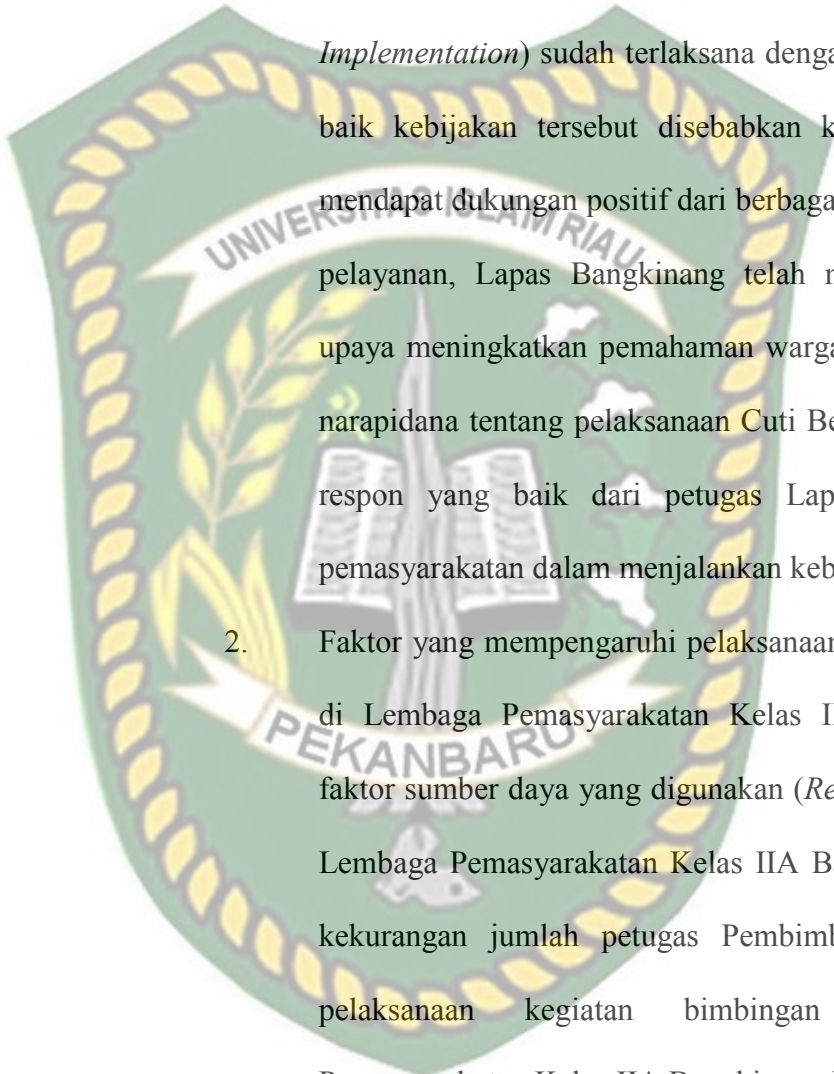 Implementation) sudah terlaksana denga
baik kebijakan tersebut disebabkan k
mendapat dukungan positif dari berbaga
UNIVERSITAS ISLAM RIAU
pelayanan, Lapas Bangkinang telah
upaya meningkatkan pemahaman warga
narapidana tentang pelaksanaan Cuti Be
respon yang baik dari petugas Lap
pemasyarakatan dalam menjalankan keb
2. Faktor yang mempengaruhi pelaksanaan
di Lembaga Pemasyarakatan Kelas II
PEKANBARU
faktor sumber daya yang digunakan (Re
Lembaga Pemasyarakatan Kelas IIA B
kekurangan jumlah petugas Pembimb
pelaksanaan kegiatan bimbingan